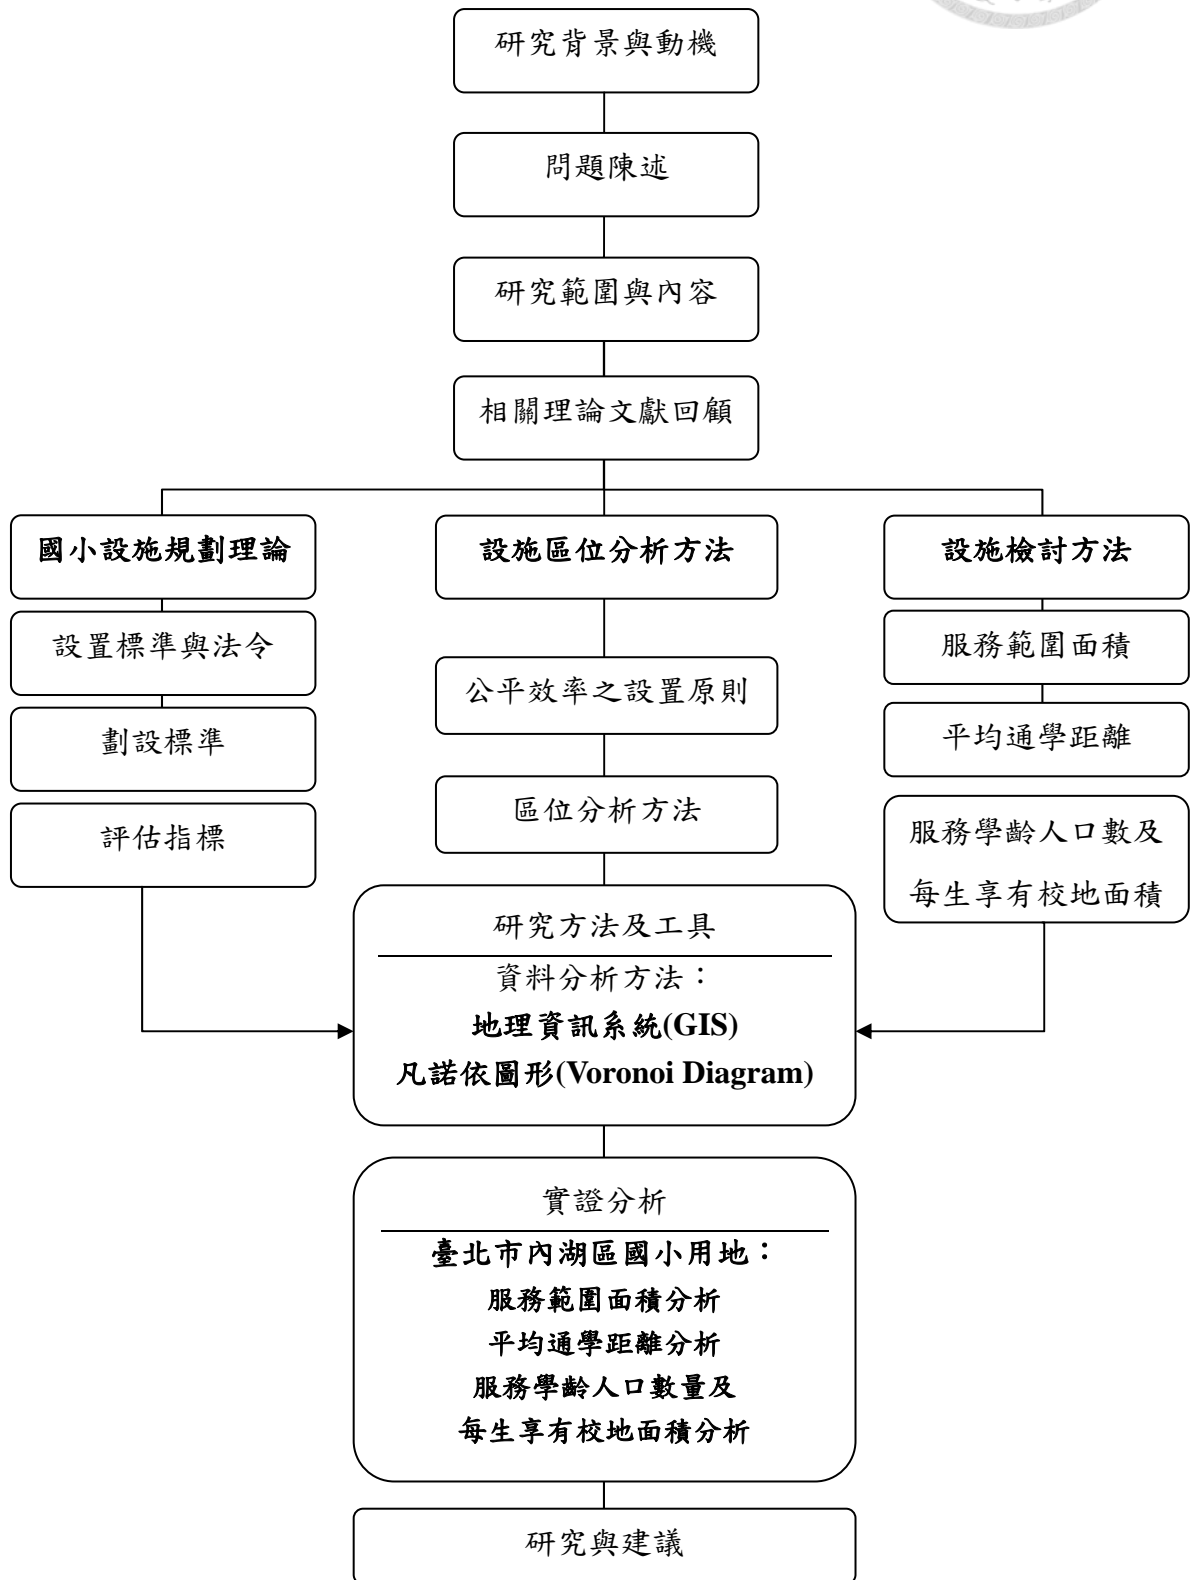 研究背景與動機
問題陳述
研究範圍與內容
相關理論文獻回顧
國小設施規劃理論
設置標準與法令
劃設標準
評估指標
設施區位分析方法
公平效率之設置原則
區位分析方法
設施檢討方法
服務範圍面積
平均通學距離
服務學齡人口數及
每生享有校地面積
研究方法及工具
資料分析方法：
地理資訊系統(GIS)
凡諾依圖形(Voronoi Diagram)
實證分析
臺北市內湖區國小用地：
服務範圍面積分析
平均通學距離分析
服務學齡人口數量及
每生享有校地面積分析
研究與建議